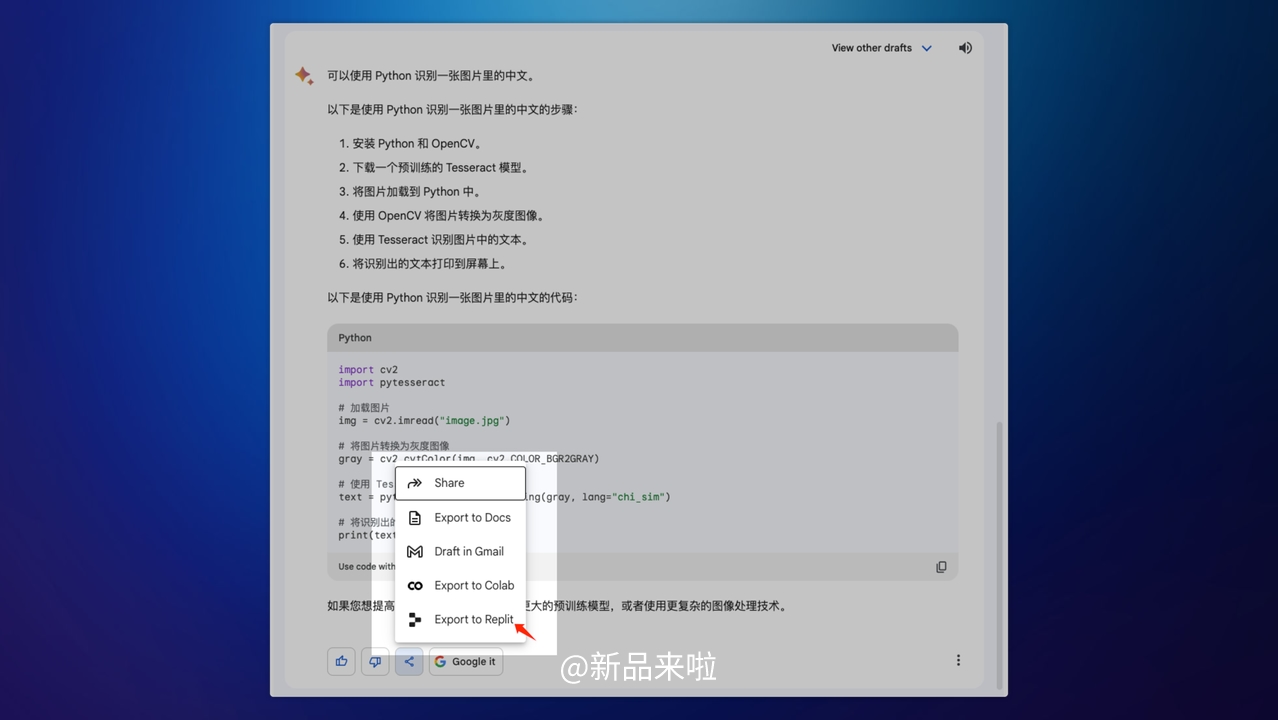 View other drafts
可以使用 Python 识别一张图片里的中文。
以下是使用 Python 识别一张图片里的中文的步骤：
1. 安装 Python 和 OpenCV。
2. 下载一个预训练的 Tesseract 模型。
3. 将图片加载到 Python 中。
4. 使用 OpenCV 将图片转换为灰度图像。
5. 使用 Tesseract 识别图片中的文本。
6. 将识别出的文本打印到屏幕上。
以下是使用 Python 识别一张图片里的中文的代码：
Python
import cv2
import pytesseract
# 加载图片
img = cv2.imread("image.jpg")
# 将图片转换为灰度图像
gray = cv2.cvtColor(img, cv2.COLOR_BGR2GRAY)
# 使用 Tes
text = pyt ng(gray, lang="chi_sim")
# 将识别出的
print(text
Use code with
如果您想提高 更大的预训练模型，或者使用更复杂的图像处理技术。
Share
Export to Docs
Draft in Gmail
Export to Colab
Export to Replit
Google it
@新品来啦